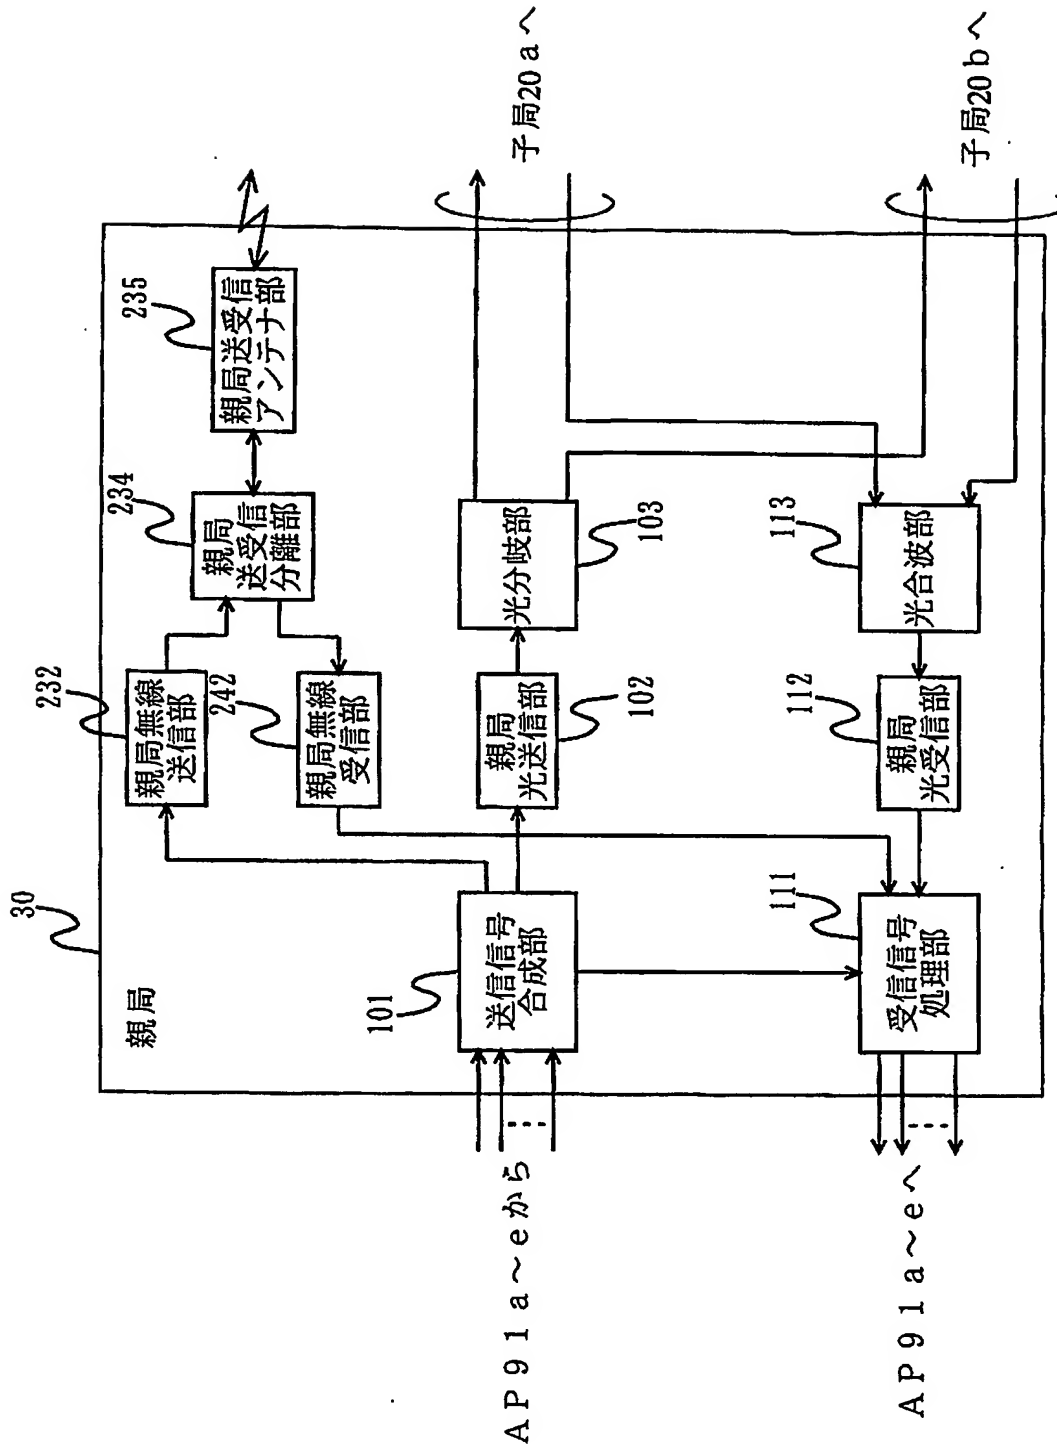 30
親局
232
親局無線
送信部
234
親局
送受信
分離部
235
親局送受信
アンテナ部
242
親局無線
受信部
AP91a～eから
101
送信信号
合成部
102
親局
光送信部
103
光分岐部
子局20aへ
AP91a～eへ
111
受信信号
処理部
112
親局
光受信部
113
光合波部
子局20bへ